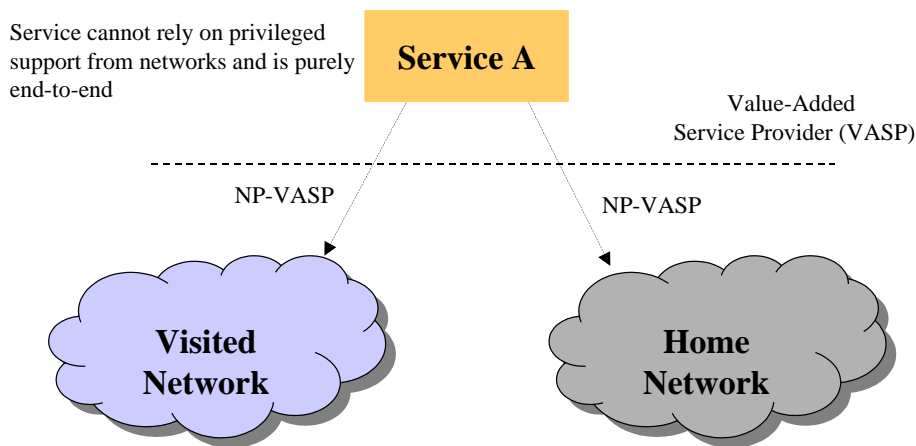 Service cannot rely on privileged
support from networks and is purely
end-to-end
Service A
Value-Added
Service Provider (VASP)
NP-VASP
NP-VASP
Visited
Network
Home
Network